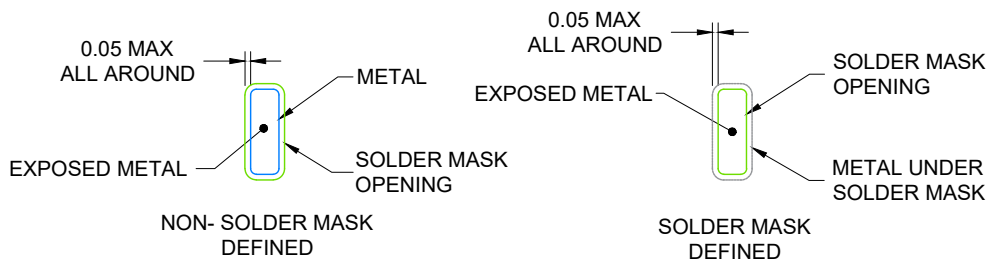 0.05 MAX
ALL AROUND
METAL
EXPOSED METAL
SOLDER MASK
OPENING
NON- SOLDER MASK
DEFINED
0.05 MAX
ALL AROUND
SOLDER MASK
OPENING
EXPOSED METAL
METAL UNDER
SOLDER MASK
SOLDER MASK
DEFINED